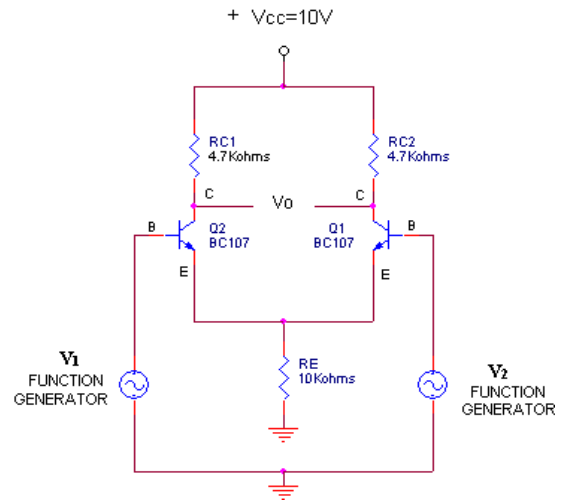 + Vcc=10V
RC1
4.7Kohms
RC2
4.7Kohms
C
Vo
C
B
Q2
BC107
Q1
BC107
B
E
E
V1
FUNCTION
GENERATOR
RE
10Kohms
V2
FUNCTION
GENERATOR